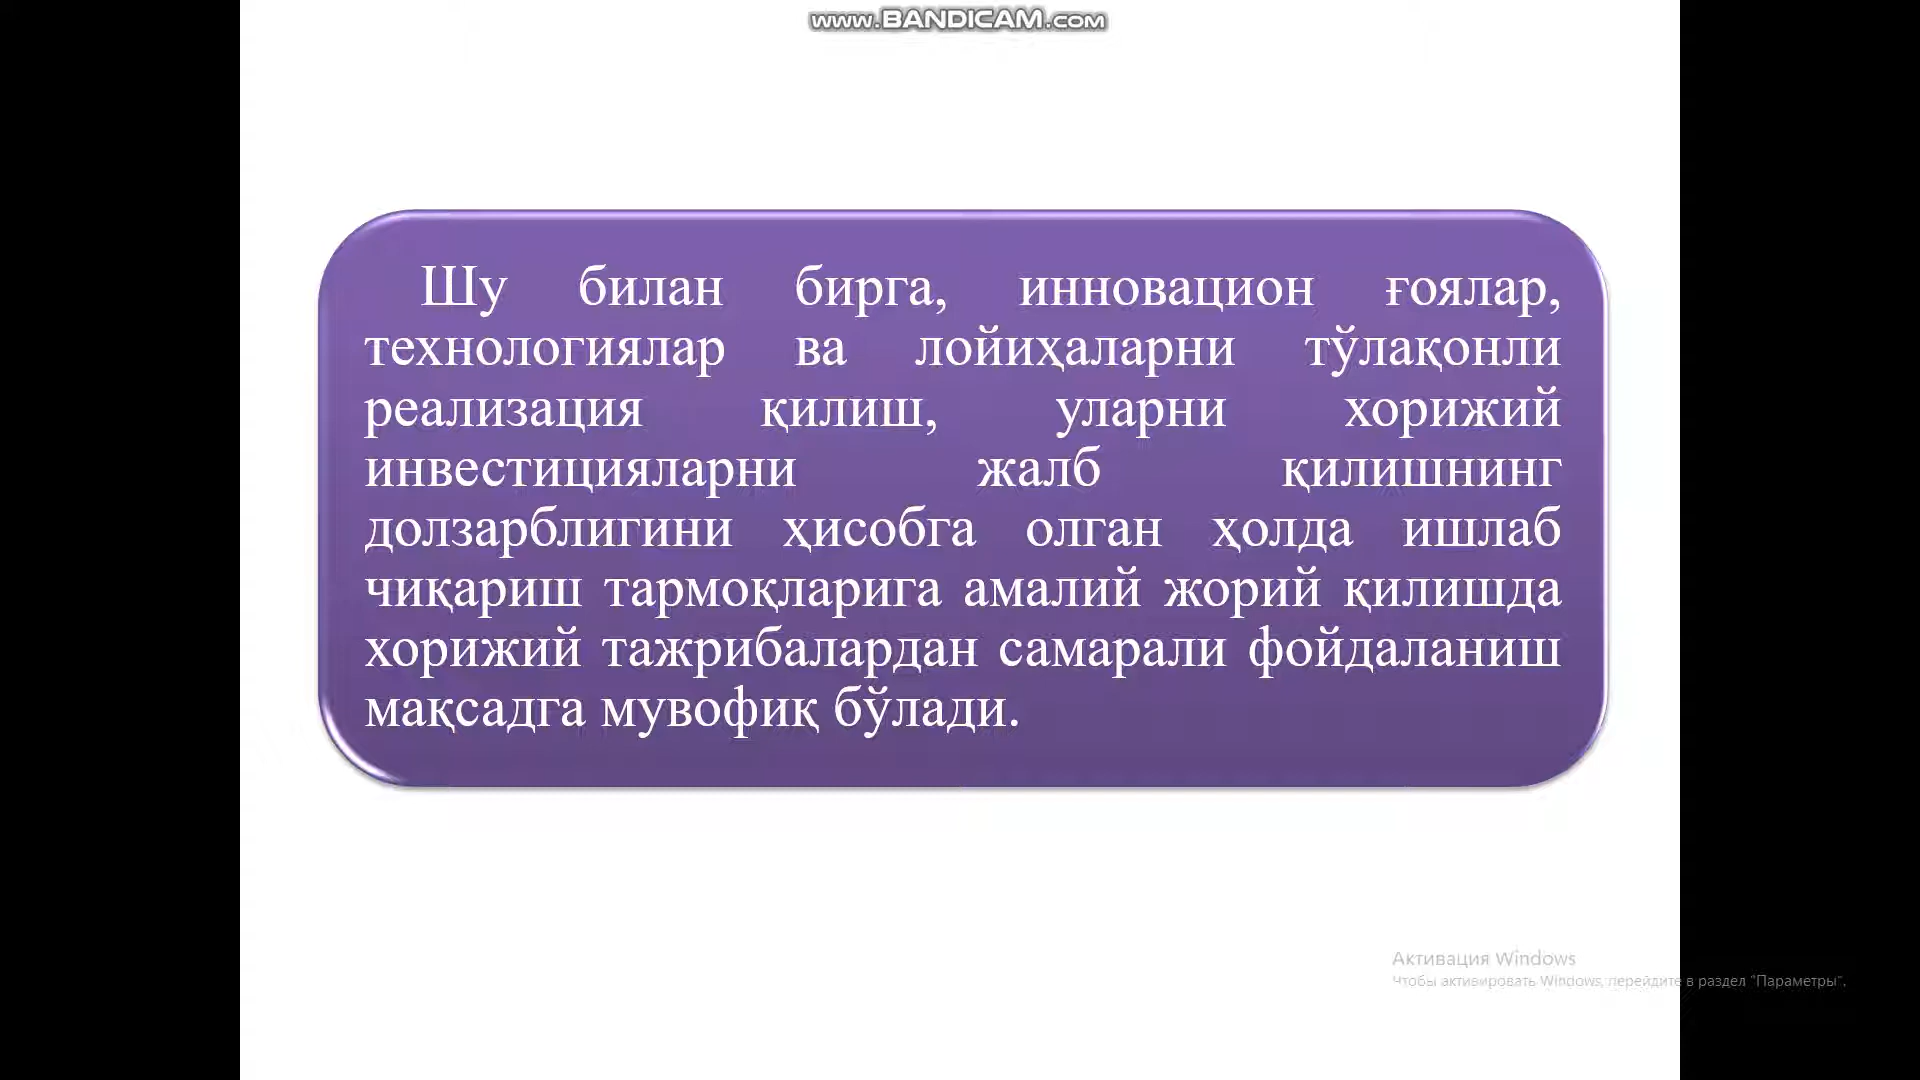 www.BANDICAM.com
Шу билан бирга, инновацион ғоялар,
технологиялар ва лойиҳаларни тўлақонли
реализация қилиш, уларни хорижий
инвестицияларни жалб қилишнинг
долзарблигини ҳисобга олган ҳолда ишлаб
чиқариш тармоқларига амалий жорий қилишда
хорижий тажрибалардан самарали фойдаланиш
мақсадга мувофиқ бўлади.
Активация Windows
Чтобы активировать Windows, перейдите в раздел "Параметры".